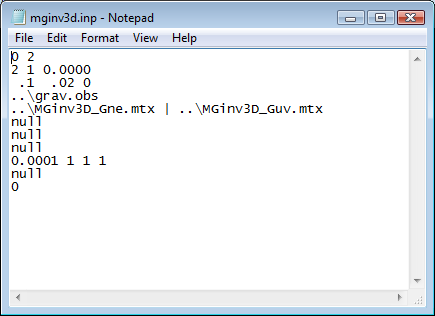 mginv3d.inp - Notepad
File Edit Format View Help
0 2
2 1 0.0000
.1  .02 0
..\grav.obs
..\MGinv3D_Gne.mtx | ..\MGinv3D_Guv.mtx
null
null
null
0.0001 1 1 1
null
0